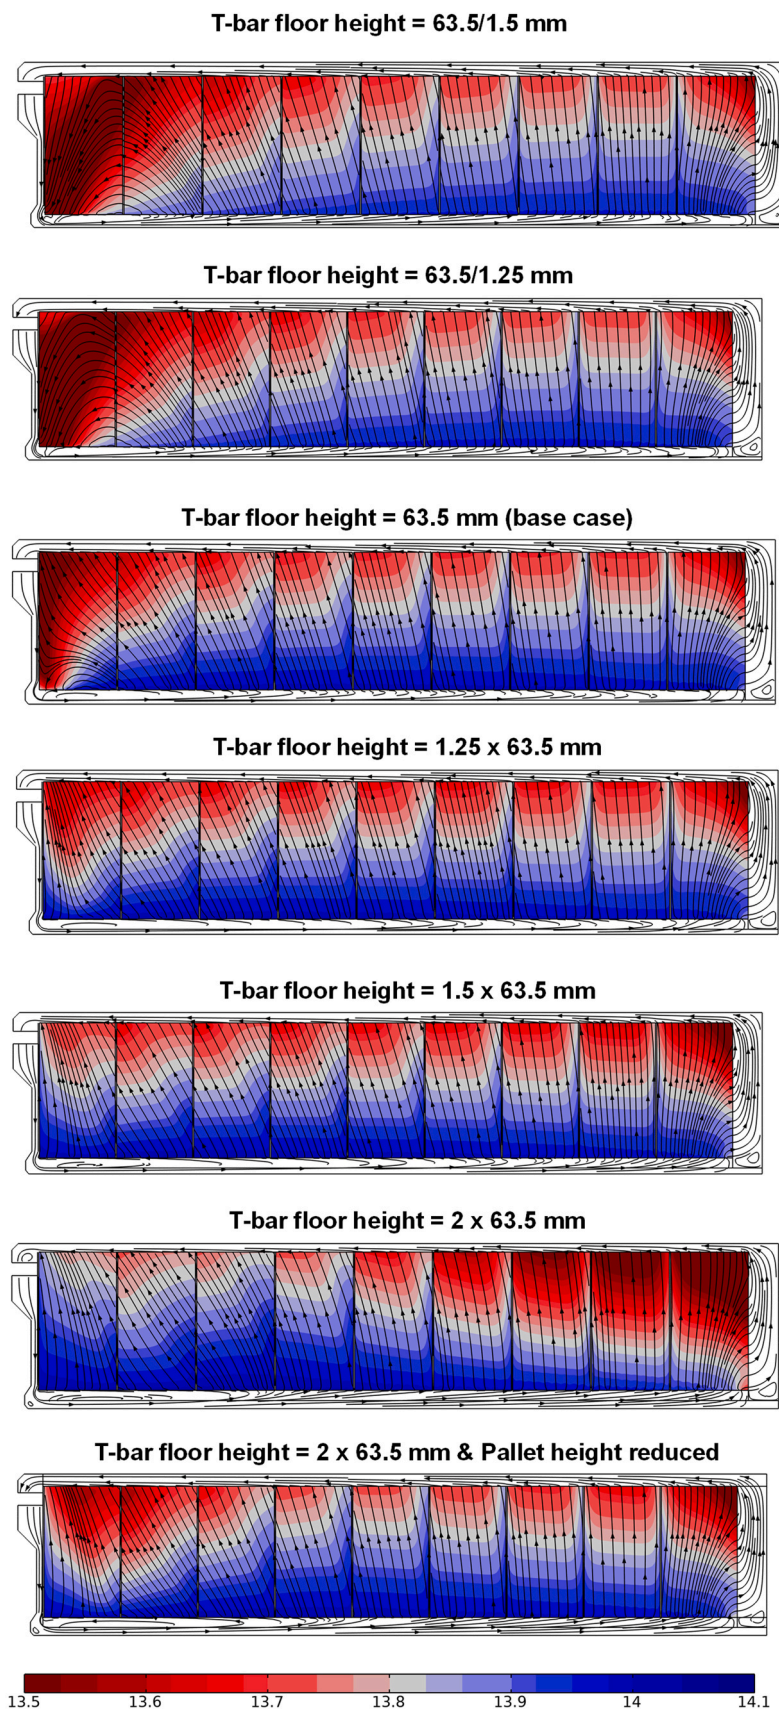 T-bar floor height = 63.5/1.5 mm
T-bar floor height = 63.5/1.25 mm
T-bar floor height = 63.5 mm (base case)
T-bar floor height = 1.25 x 63.5 mm
T-bar floor height = 1.5 x 63.5 mm
T-bar floor height = 2 x 63.5 mm
T-bar floor height = 2 x 63.5 mm & Pallet height reduced
13.5 13.6 13.7 13.8 13.9 14 14.1